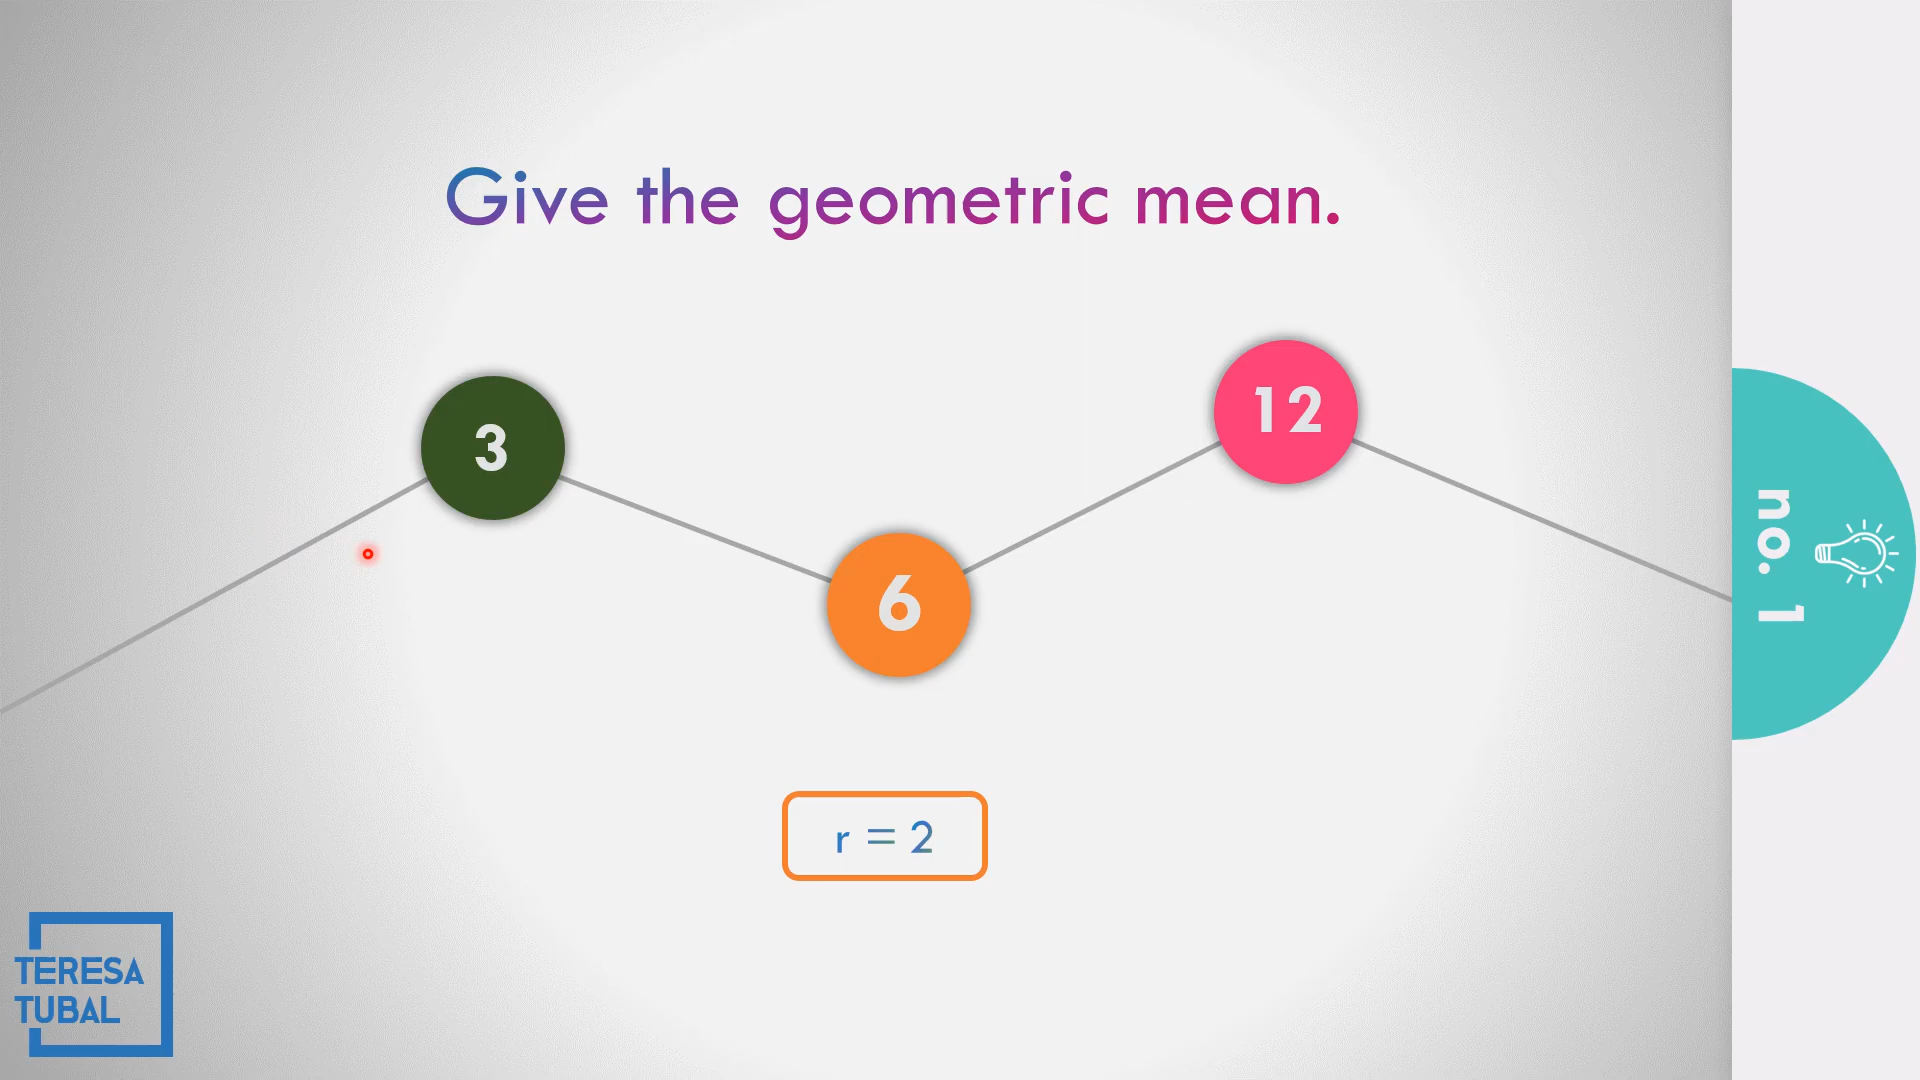 Give the geometric mean.
3
12
6
r = 2
no. 1
TERESA
TUBAL